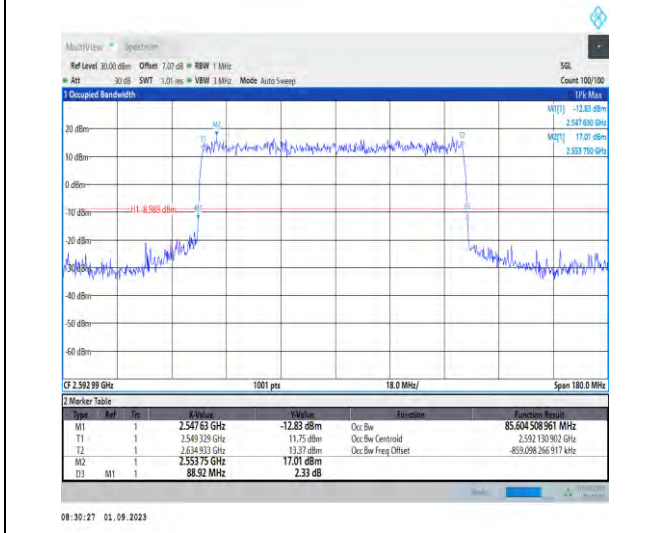 MultiView Spectrum
Ref Level 30.00 dBm Offset 7.07 dB RBW 1 MHz SGL
Att 30 dB SWT 1.01 ms VBW 3 MHz Mode Auto Sweep Count 100/100
1 Occupied Bandwidth 1Pk Max
M1[1] -12.83 dBm
2.547 630 GHz
M2[1] 17.01 dBm
2.553 750 GHz
M2
T1
T2
20 dBm
10 dBm
0 dBm
H1 -8.989 dBm
M1
D3
-10 dBm
-20 dBm
-30 dBm
-40 dBm
-50 dBm
-60 dBm
CF 2.592 99 GHz 1001 pts 18.0 MHz/ Span 180.0 MHz
2 Marker Table
Type Ref Trc X-Value Y-Value Function Function Result
M1 1 2.547 63 GHz -12.83 dBm Occ Bw 85.604 508 961 MHz
T1 1 2.549 329 GHz 11.75 dBm Occ Bw Centroid 2.592 130 902 GHz
T2 1 2.634 933 GHz 13.37 dBm Occ Bw Freq Offset -859.098 266 917 kHz
M2 1 2.553 75 GHz 17.01 dBm
D3 M1 1 88.92 MHz 2.33 dB
08:30:27 01.09.2023